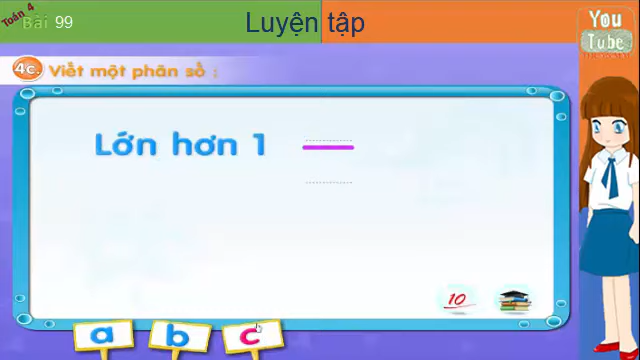 Toán 4
Bài 99
Luyện tập
You
Tube
4c. Viết một phân số :
Lớn hơn 1
10
a b c